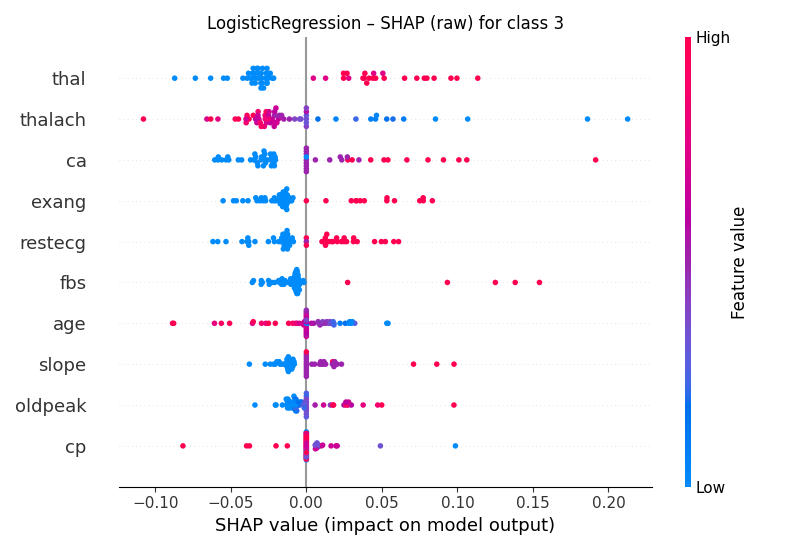 LogisticRegression – SHAP (raw) for class 3
High
thal
thalach
ca
exang
restecg
fbs
age
slope
oldpeak
cp
Feature value
Low
−0.10 −0.05 0.00 0.05 0.10 0.15 0.20
SHAP value (impact on model output)